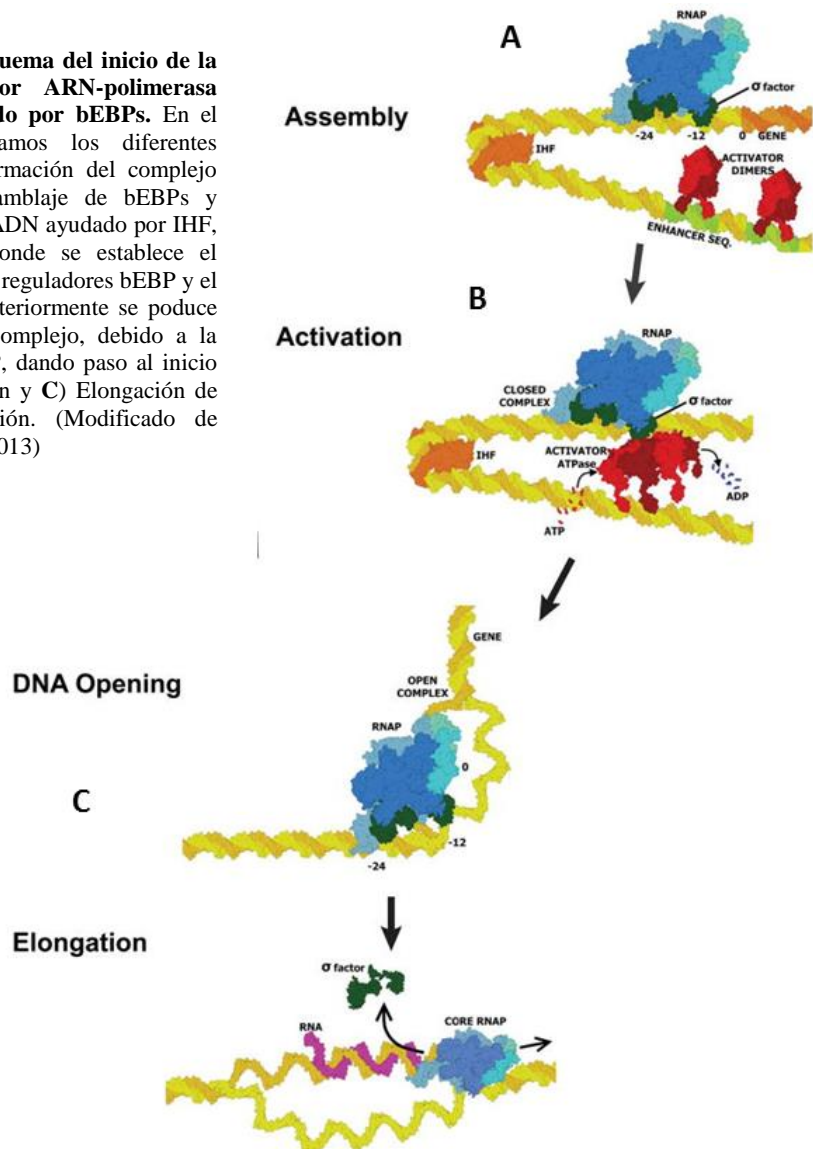 uema del inicio de la
or ARN-polimerasa
lo por bEBPs. En el
amos los diferentes
rmación del complejo
amblaje de bEBPs y
ADN ayudado por IHF,
onde se establece el
reguladores bEBP y el
teriormente se poduce
omplejo, debido a la
, dando paso al inicio
n y C) Elongación de
ión. (Modificado de
013)
A
RNAP
σ factor
Assembly
-24 -12 0 GENE
IHF
ACTIVATOR
DIMERS
ENHANCER SEQ.
B
Activation
RNAP
CLOSED
COMPLEX
σ factor
IHF
ACTIVATOR
ATPase
ADP
ATP
DNA Opening
GENE
OPEN
COMPLEX
RNAP
0
C
-12
-24
Elongation
σ factor
RNA
CORE RNAP